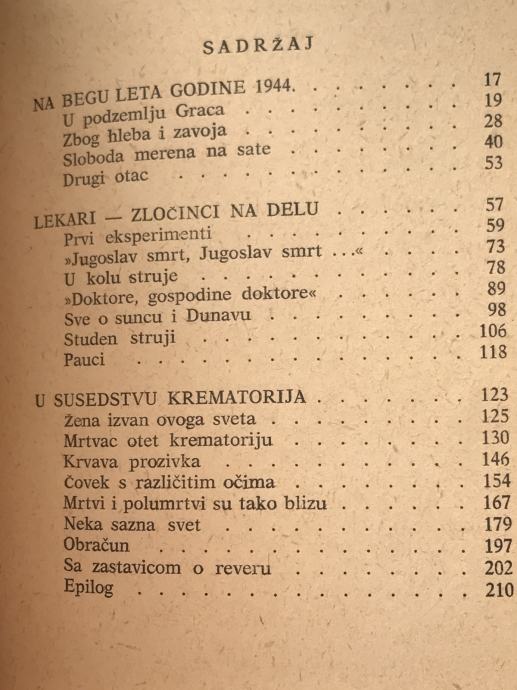 SADRŽAJ
NA BEGU LETA GODINE 1944. . . . . . . . 17
U podzemlju Graca . . . . . . . . 19
Zbog hleba i zavoja . . . . . . . . 28
Sloboda merena na sate . . . . . . . 40
Drugi otac . . . . . . . . . . 53
LEKARI — ZLOČINCI NA DELU . . . . . . 57
Prvi eksperimenti . . . . . . . . 59
»Jugoslav smrt, Jugoslav smrt ...« . . . . . 73
U kolu struje . . . . . . . . . 78
»Doktore, gospodine doktore« . . . . . . 89
Sve o suncu i Dunavu . . . . . . . 98
Studen struji . . . . . . . . . 106
Pauci . . . . . . . . . . . 118
U SUSEDSTVU KREMATORIJA . . . . . . 123
Žena izvan ovoga sveta . . . . . . . . 125
Mrtvac otet krematoriju . . . . . . . 130
Krvava prozivka . . . . . . . . . 146
Čovek s različitim očima . . . . . . . 154
Mrtvi i polumrtvi su tako blizu . . . . . . 167
Neka sazna svet . . . . . . . . . 179
Obračun . . . . . . . . . . . 197
Sa zastavicom o reveru . . . . . . . 202
Epilog . . . . . . . . . . . . 210